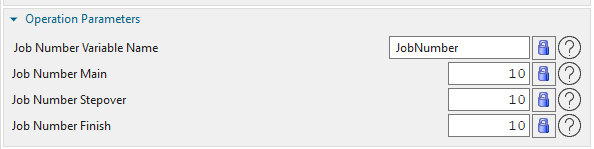 Operation Parameters
Job Number Variable Name JobNumber ?
Job Number Main 10 ?
Job Number Stepover 10 ?
Job Number Finish 10 ?